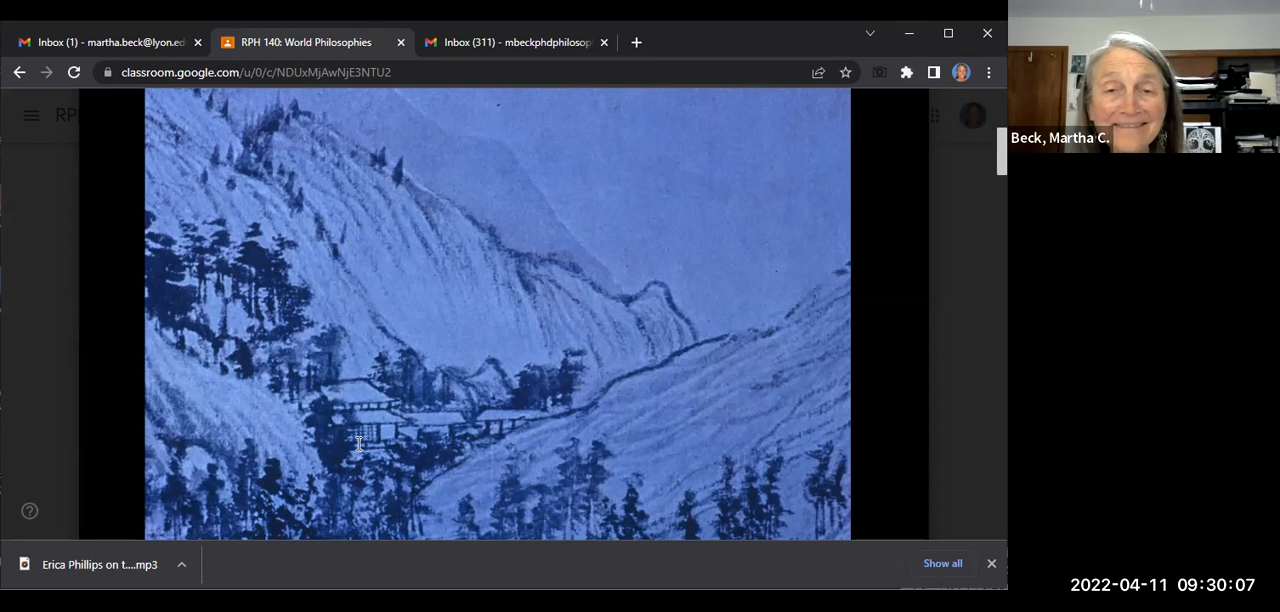 Inbox (1) - martha.beck@lyon.ed
RPH 140: World Philosophies
Inbox (311) - mbeckphdphilosop
classroom.google.com/u/0/c/NDUxMjAwNjE3NTU2
RP
Beck, Martha C.
Erica Phillips on t....mp3
Show all
2022-04-11 09:30:07